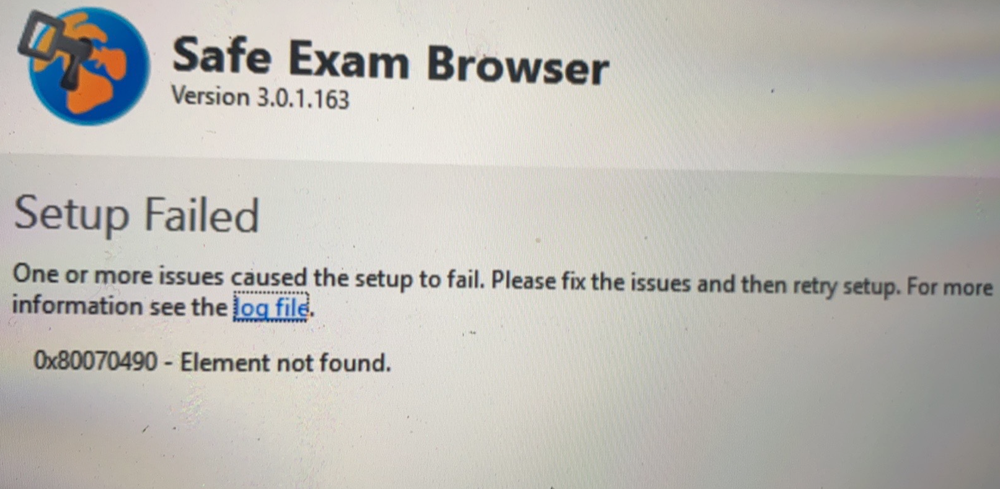 Safe Exam Browser
Version 3.0.1.163
Setup Failed
One or more issues caused the setup to fail. Please fix the issues and then retry setup. For more
information see the log file.
0x80070490 - Element not found.